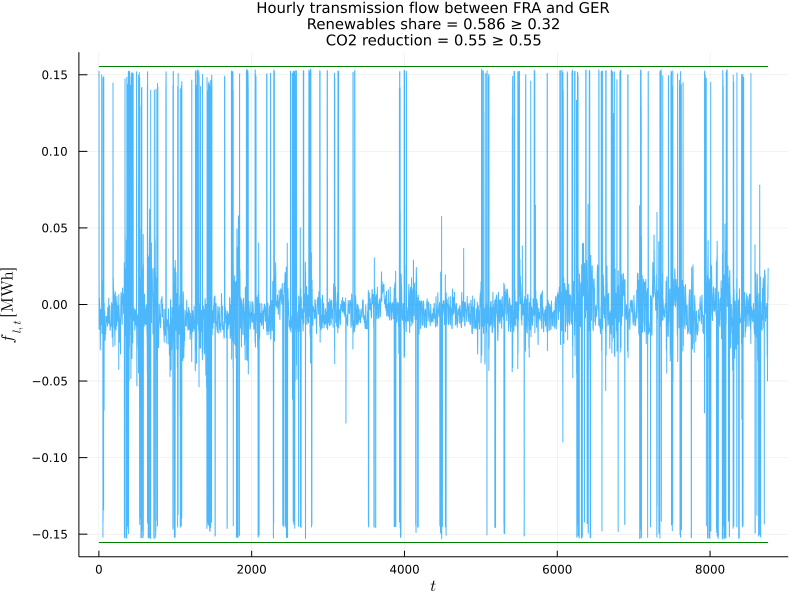 Hourly transmission flow between FRA and GER
Renewables share = 0.586 ≥ 0.32
CO2 reduction = 0.55 ≥ 0.55
0.15
0.10
0.05
0.00
−0.05
−0.10
−0.15
f_{l,t} [MWh]
0
2000
4000
6000
8000
t